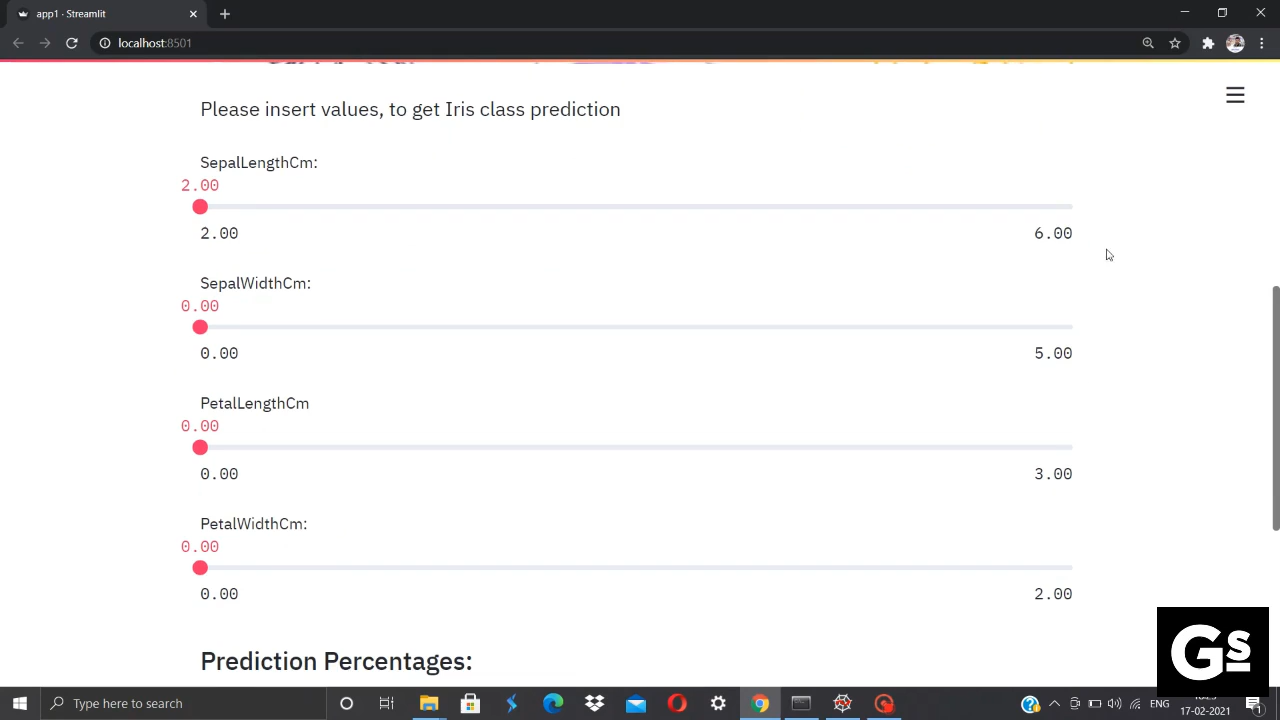 app1 · Streamlit
localhost:8501
Please insert values, to get Iris class prediction
SepalLengthCm:
2.00
2.00 6.00
SepalWidthCm:
0.00
0.00 5.00
PetalLengthCm
0.00
0.00 3.00
PetalWidthCm:
0.00
0.00 2.00
Prediction Percentages:
Gs
Type here to search
ENG
17-02-2021